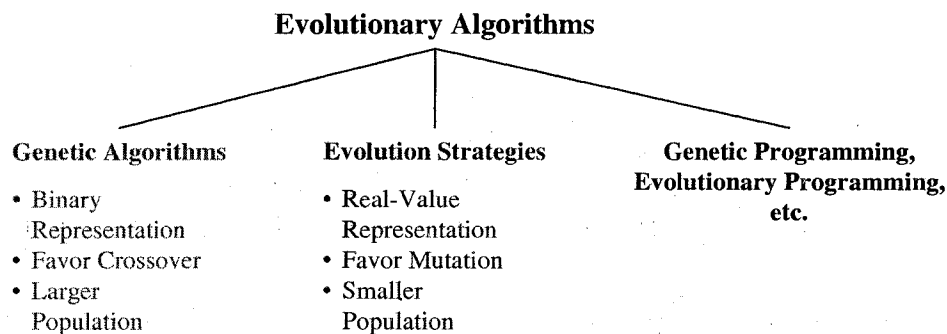 Evolutionary Algorithms
Genetic Algorithms
• Binary
Representation
• Favor Crossover
• Larger
Population
Evolution Strategies
• Real-Value
Representation
• Favor Mutation
• Smaller
Population
Genetic Programming,
Evolutionary Programming,
etc.